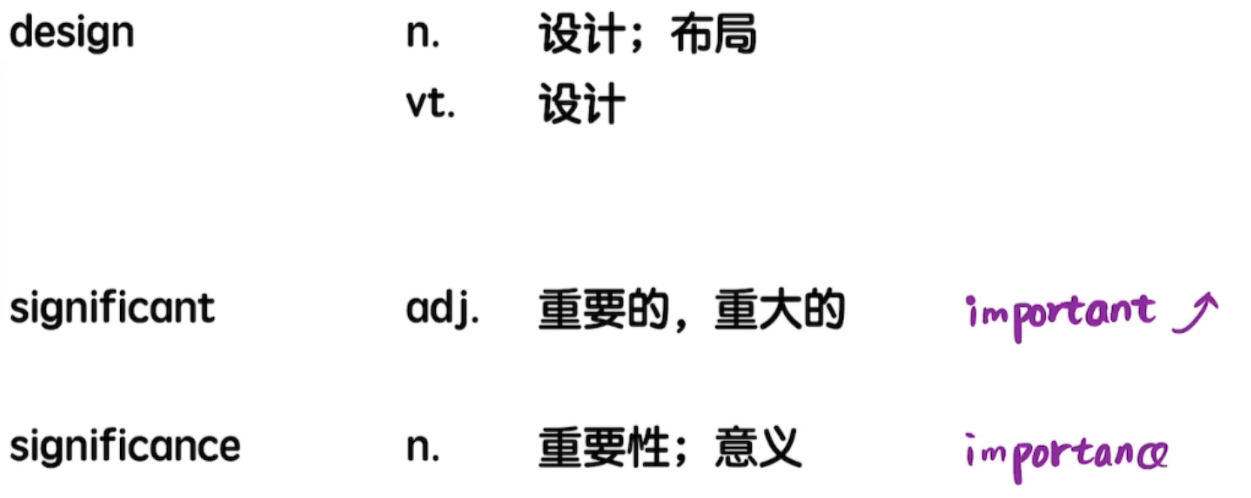 design n. 设计；布局
vt. 设计
significant adj. 重要的，重大的 important ↗
significance n. 重要性；意义 importance